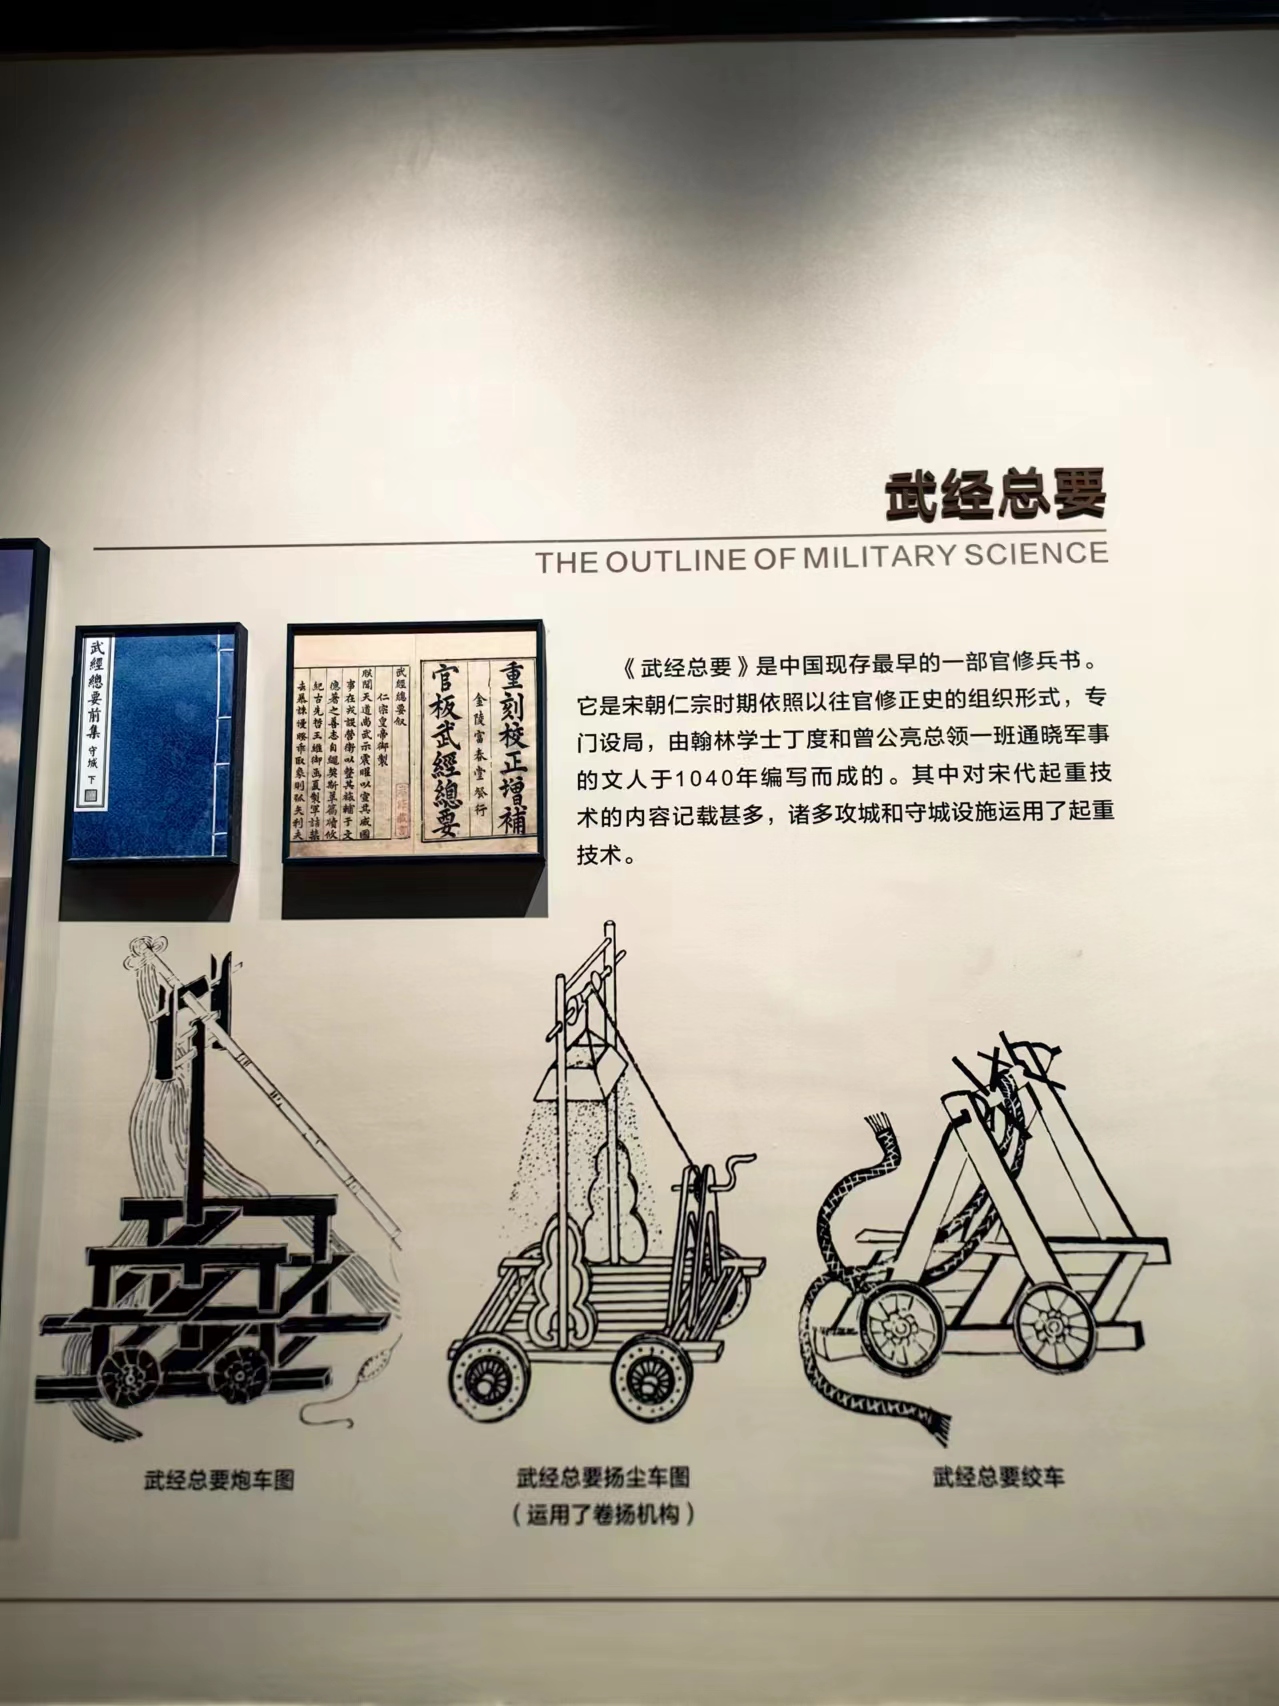 武经总要
THE OUTLINE OF MILITARY SCIENCE
武經總要前集 守城 下
重刻校正增補
金陵富春堂發行
官板武經總要
武經總要叙
仁宗皇帝御製
《武经总要》是中国现存最早的一部官修兵书。
它是宋朝仁宗时期依照以往官修正史的组织形式，专
门设局，由翰林学士丁度和曾公亮总领一班通晓军事
的文人于1040年编写而成的。其中对宋代起重技
术的内容记载甚多，诸多攻城和守城设施运用了起重
技术。
武经总要炮车图
武经总要扬尘车图
（运用了卷扬机构）
武经总要绞车